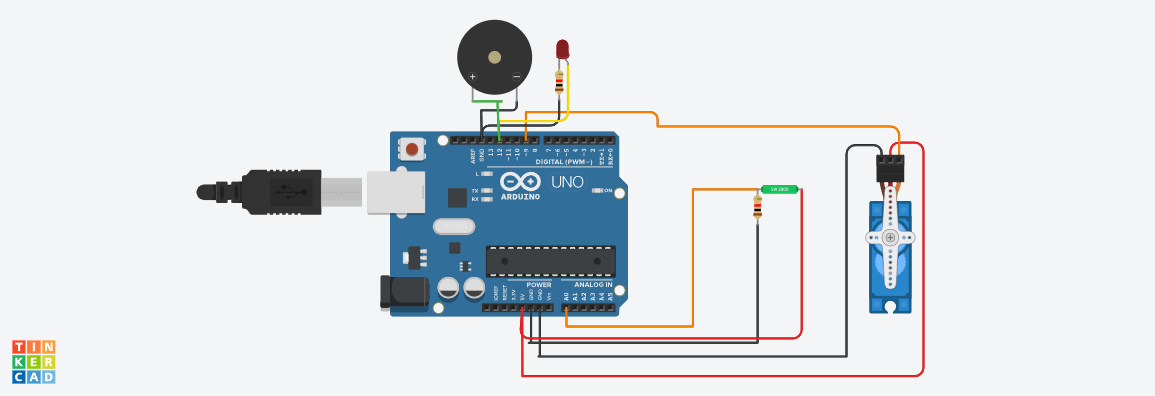 + −
AREF
GND
13
12
~11
~10
~9
8
7
~6
~5
4
~3
2
TX→1
RX←0
DIGITAL (PWM~)
L
TX
RX
UNO
ARDUINO
ON
SW 200D
POWER
ANALOG IN
IOREF
RESET
3.3V
5V
GND
GND
Vin
A0
A1
A2
A3
A4
A5
TIN
KER
CAD